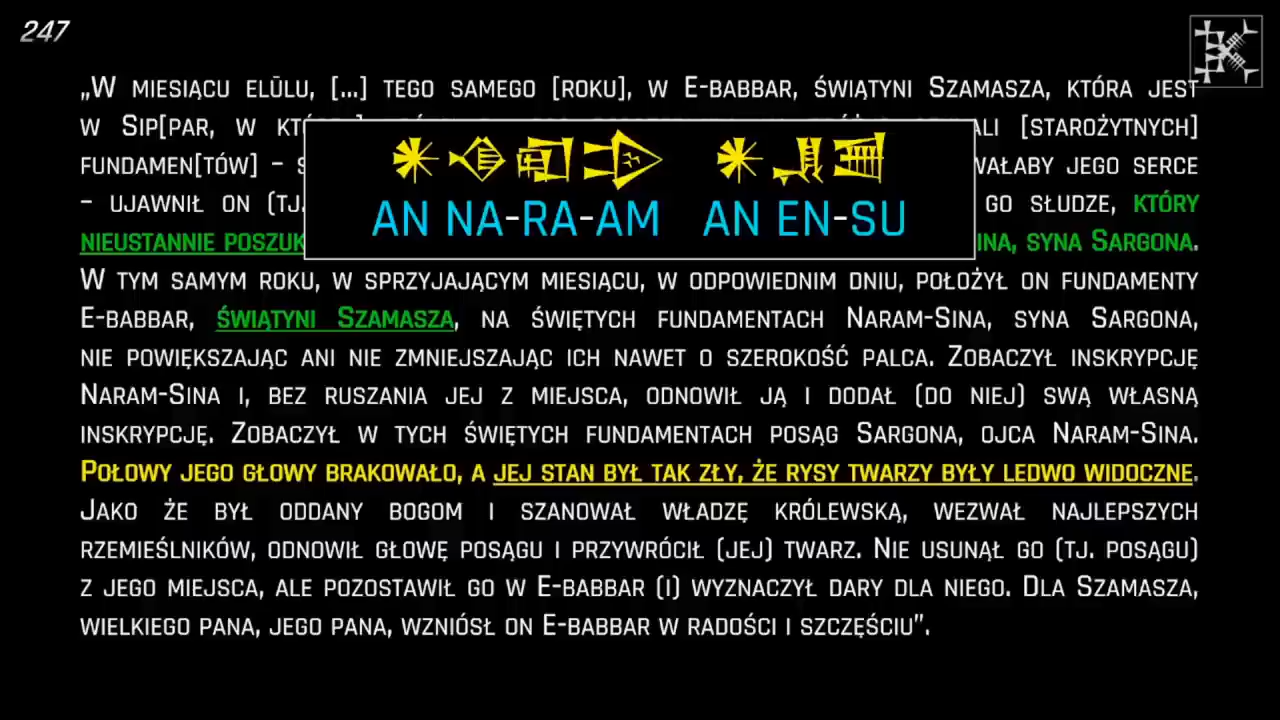 247
„W MIESIĄCU ELŪLU, [...] TEGO SAMEGO [ROKU], W E-BABBAR, ŚWIĄTYNI SZAMASZA, KTÓRA JEST
W SIP[PAR, W ALI [STAROŻYTNYCH]
FUNDAMEN[TÓW] – WAŁABY JEGO SERCE
– UJAWNIŁ ON (TJ. GO SŁUDZE, KTÓRY
NIEUSTANNIE POSZUK INA, SYNA SARGONA.
𒀭 𒈾 𒊏 𒄠 𒀭 𒂗 𒍪
AN NA-RA-AM AN EN-SU
W TYM SAMYM ROKU, W SPRZYJAJĄCYM MIESIĄCU, W ODPOWIEDNIM DNIU, POŁOŻYŁ ON FUNDAMENTY
E-BABBAR, ŚWIĄTYNI SZAMASZA, NA ŚWIĘTYCH FUNDAMENTACH NARAM-SINA, SYNA SARGONA,
NIE POWIĘKSZAJĄC ANI NIE ZMNIEJSZAJĄC ICH NAWET O SZEROKOŚĆ PALCA. ZOBACZYŁ INSKRYPCJĘ
NARAM-SINA I, BEZ RUSZANIA JEJ Z MIEJSCA, ODNOWIŁ JĄ I DODAŁ (DO NIEJ) SWĄ WŁASNĄ
INSKRYPCJĘ. ZOBACZYŁ W TYCH ŚWIĘTYCH FUNDAMENTACH POSĄG SARGONA, OJCA NARAM-SINA.
POŁOWY JEGO GŁOWY BRAKOWAŁO, A JEJ STAN BYŁ TAK ZŁY, ŻE RYSY TWARZY BYŁY LEDWO WIDOCZNE.
JAKO ŻE BYŁ ODDANY BOGOM I SZANOWAŁ WŁADZĘ KRÓLEWSKĄ, WEZWAŁ NAJLEPSZYCH
RZEMIEŚLNIKÓW, ODNOWIŁ GŁOWĘ POSĄGU I PRZYWRÓCIŁ (JEJ) TWARZ. NIE USUNĄŁ GO (TJ. POSĄGU)
Z JEGO MIEJSCA, ALE POZOSTAWIŁ GO W E-BABBAR (I) WYZNACZYŁ DARY DLA NIEGO. DLA SZAMASZA,
WIELKIEGO PANA, JEGO PANA, WZNIÓSŁ ON E-BABBAR W RADOŚCI I SZCZĘŚCIU”.